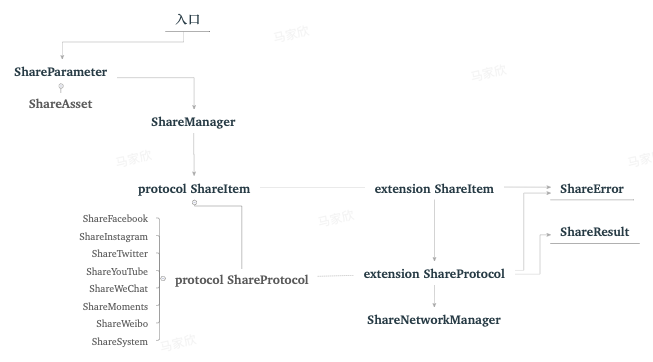 入口
马家欣
ShareParameter
马家欣
ShareAsset
ShareManager
马家欣
马家欣
protocol ShareItem
extension ShareItem
ShareError
马家欣
ShareFacebook
ShareInstagram
ShareTwitter
ShareYouTube
ShareWeChat
ShareMoments
ShareWeibo
ShareSystem
ShareResult
protocol ShareProtocol
extension ShareProtocol
ShareNetworkManager
马家欣